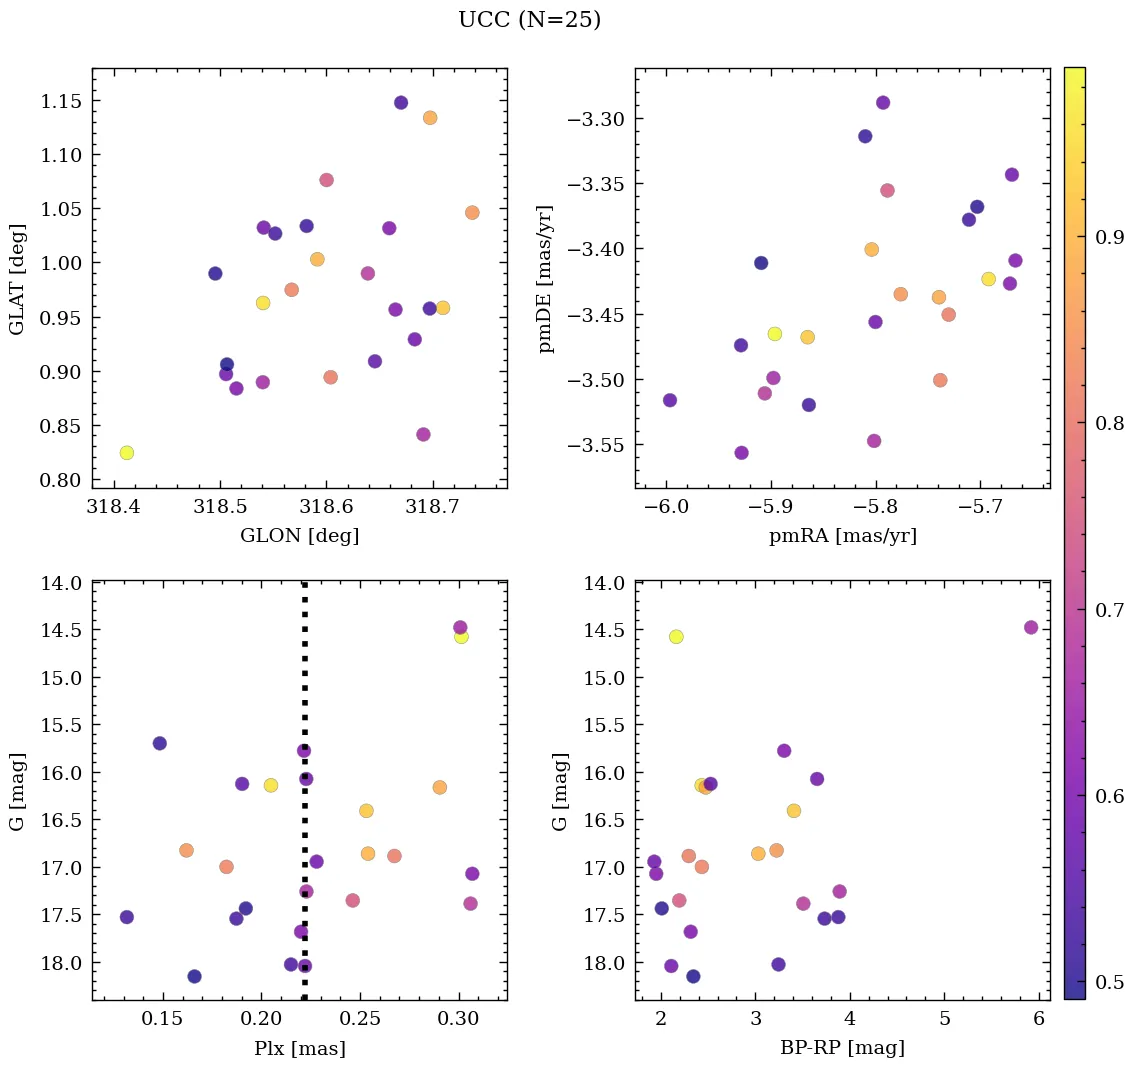 UCC (N=25)
1.15
1.10
1.05
1.00
0.95
0.90
0.85
0.80
GLAT [deg]
318.4 318.5 318.6 318.7
GLON [deg]
−3.30
−3.35
−3.40
−3.45
−3.50
−3.55
pmDE [mas/yr]
−6.0 −5.9 −5.8 −5.7
pmRA [mas/yr]
14.0
14.5
15.0
15.5
16.0
16.5
17.0
17.5
18.0
G [mag]
0.15 0.20 0.25 0.30
Plx [mas]
14.0
14.5
15.0
15.5
16.0
16.5
17.0
17.5
18.0
G [mag]
2 3 4 5 6
BP-RP [mag]
0.9
0.8
0.7
0.6
0.5